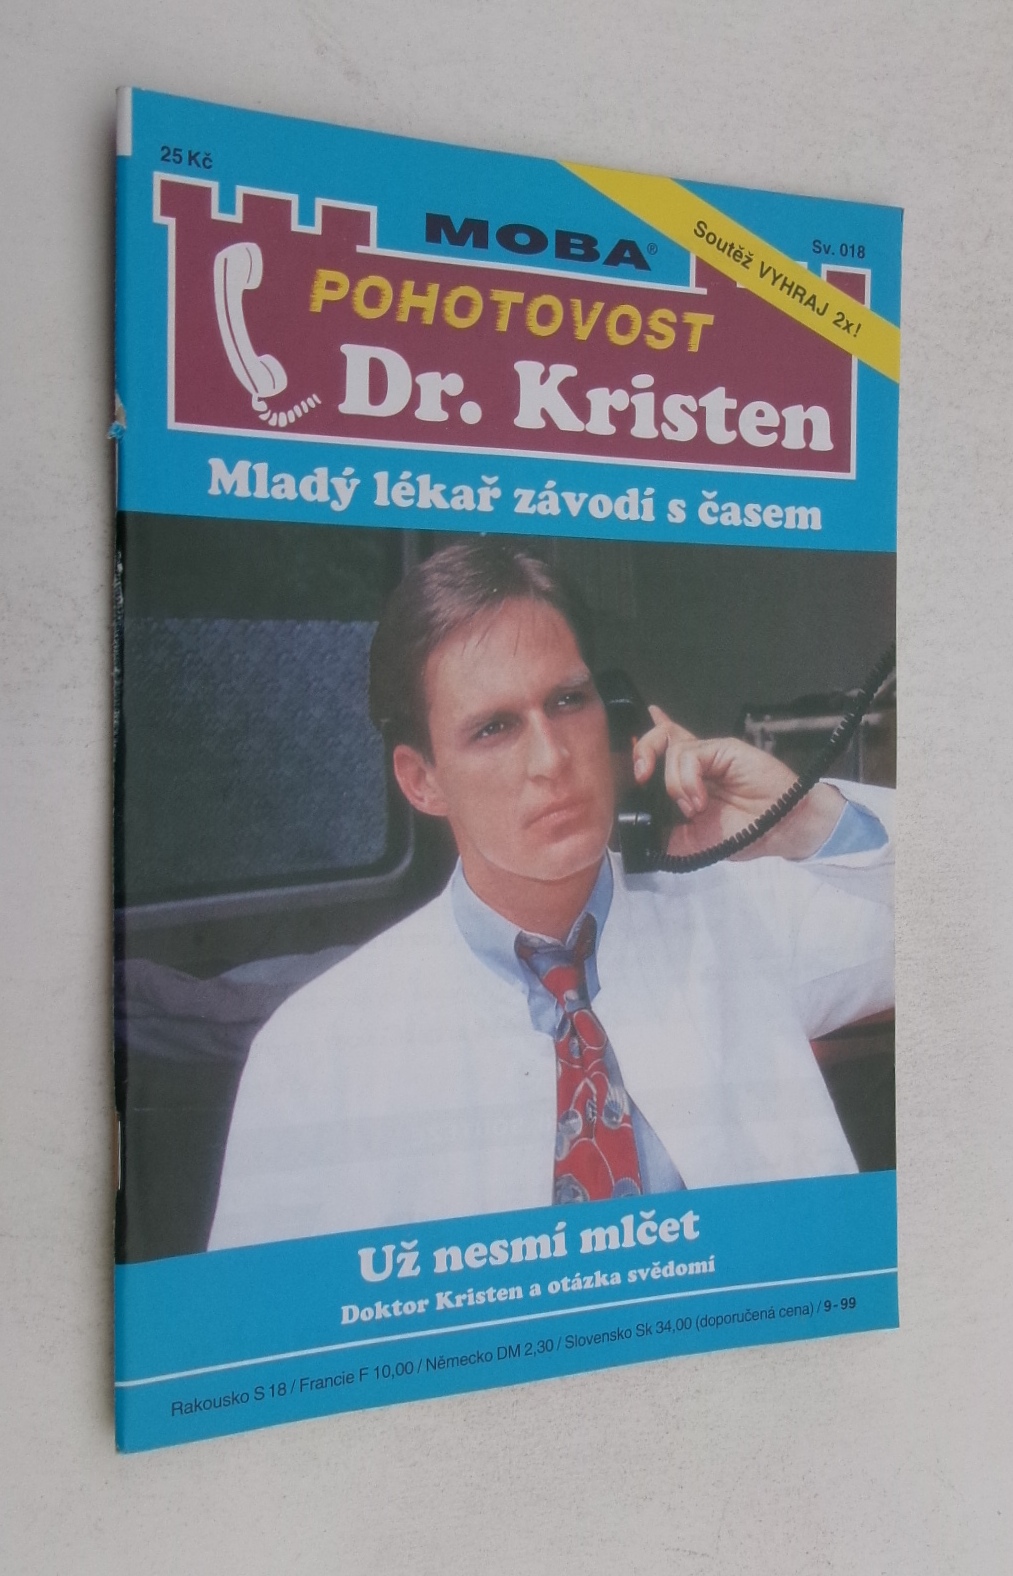 25 Kč
MOBA®
Sv. 018
Soutěž VYHRAJ 2x!
POHOTOVOST
Dr. Kristen
Mladý lékař závodí s časem
Už nesmí mlčet
Doktor Kristen a otázka svědomí
Rakousko S 18 / Francie F 10,00 / Německo DM 2,30 / Slovensko Sk 34,00 (doporučená cena) / 9 - 99